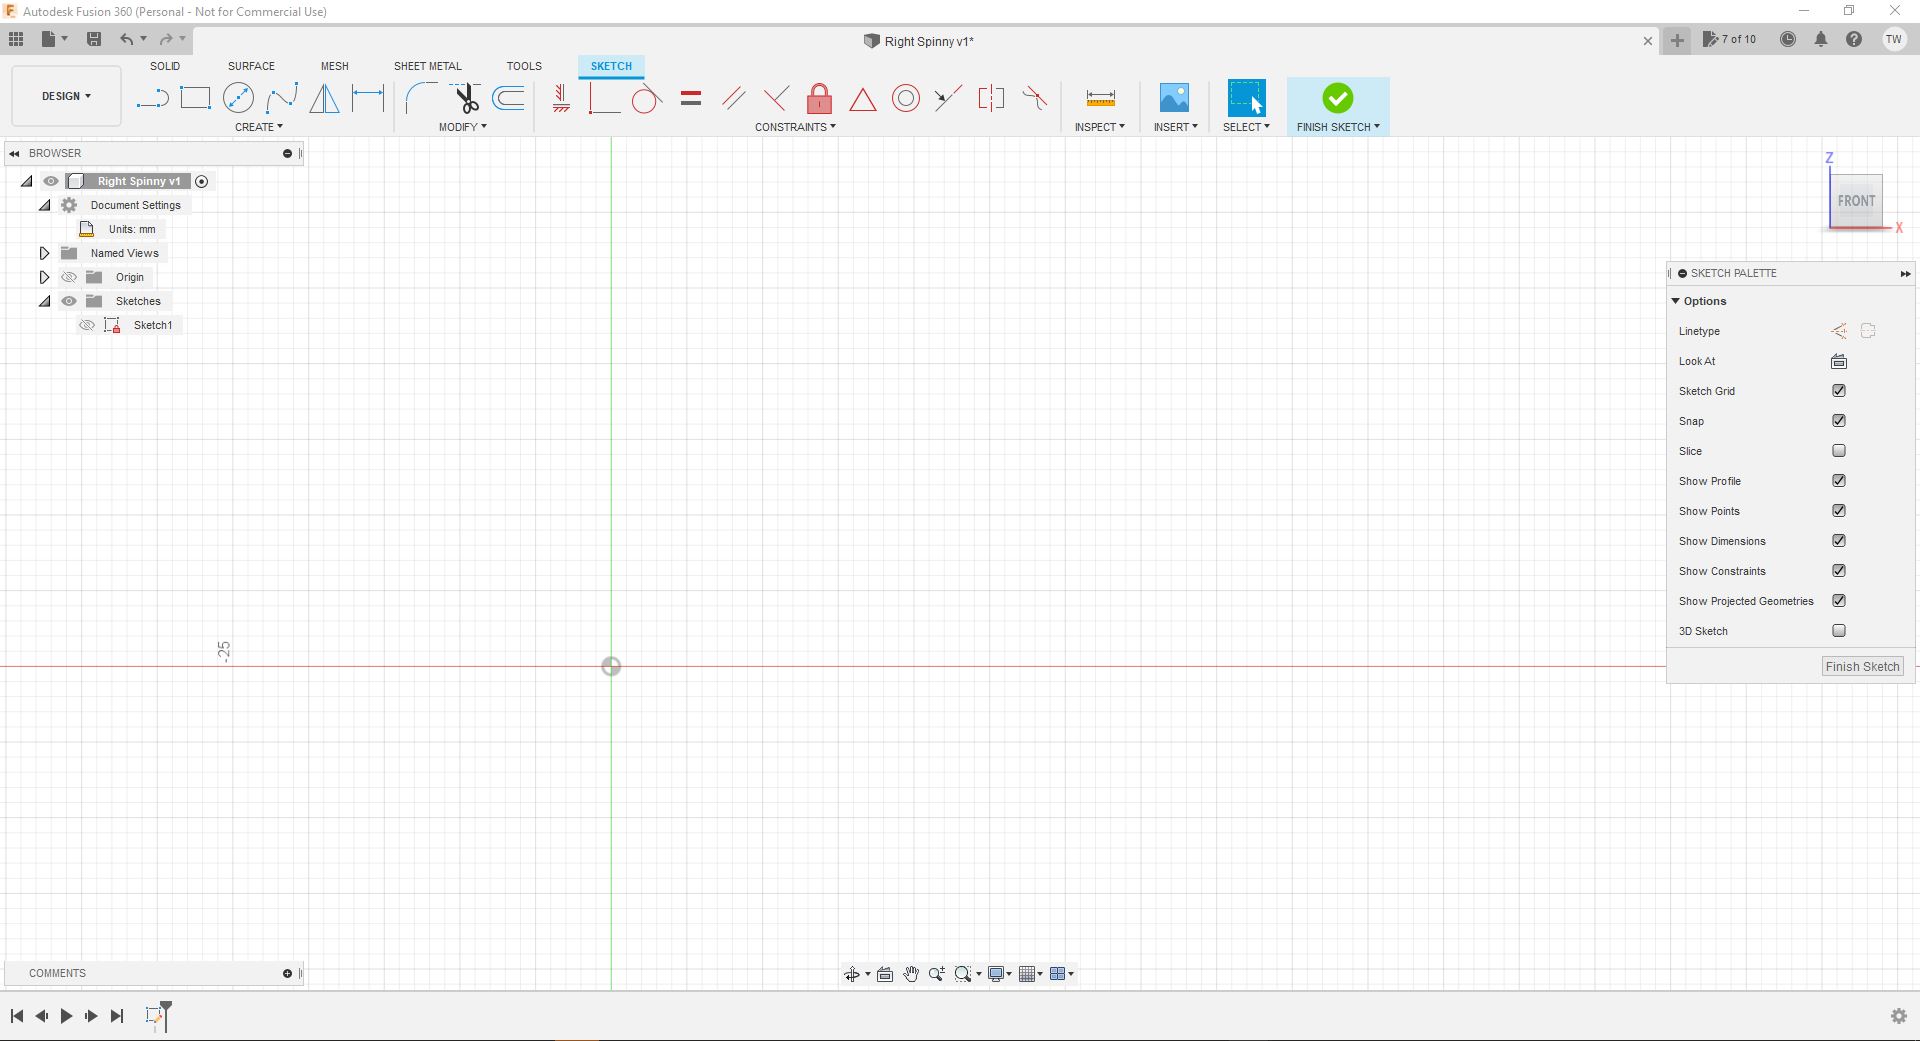 Autodesk Fusion 360 (Personal - Not for Commercial Use)
Right Spinny v1*
7 of 10
TW
SOLID SURFACE MESH SHEET METAL TOOLS SKETCH
DESIGN
CREATE MODIFY CONSTRAINTS INSPECT INSERT SELECT FINISH SKETCH
BROWSER
Right Spinny v1
Document Settings
Units: mm
Named Views
Origin
Sketches
Sketch1
Z
FRONT
X
SKETCH PALETTE
Options
Linetype
Look At
Sketch Grid
Snap
Slice
Show Profile
Show Points
Show Dimensions
Show Constraints
Show Projected Geometries
3D Sketch
Finish Sketch
-25
COMMENTS